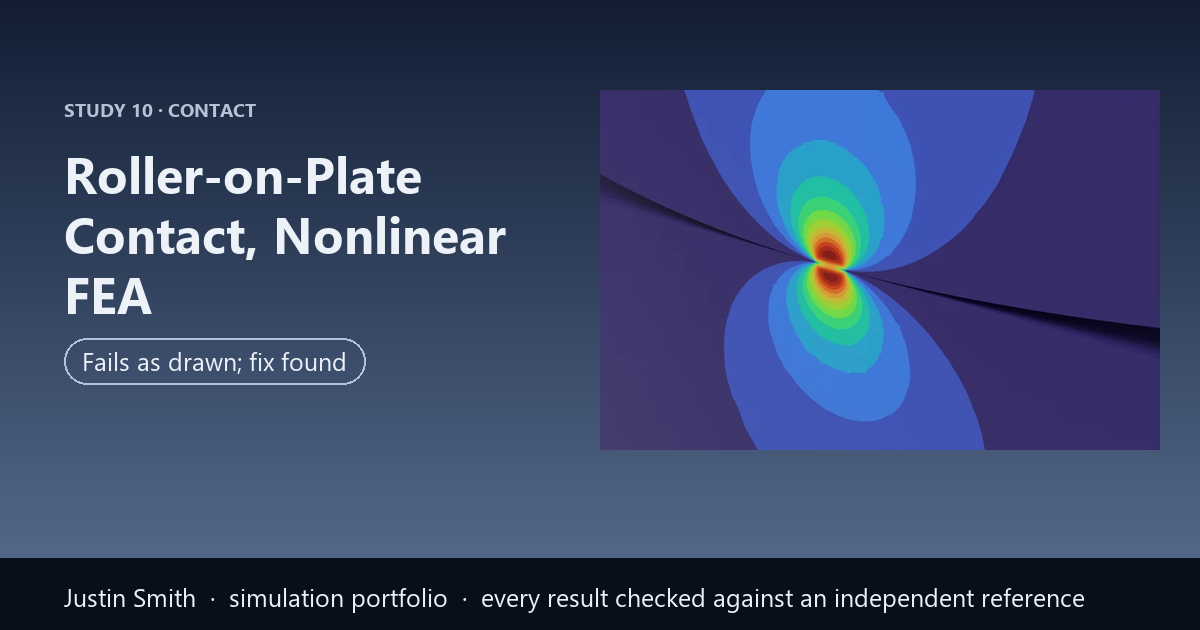 STUDY 10 · CONTACT
Roller-on-Plate
Contact, Nonlinear
FEA
Fails as drawn; fix found
Justin Smith · simulation portfolio · every result checked against an independent reference